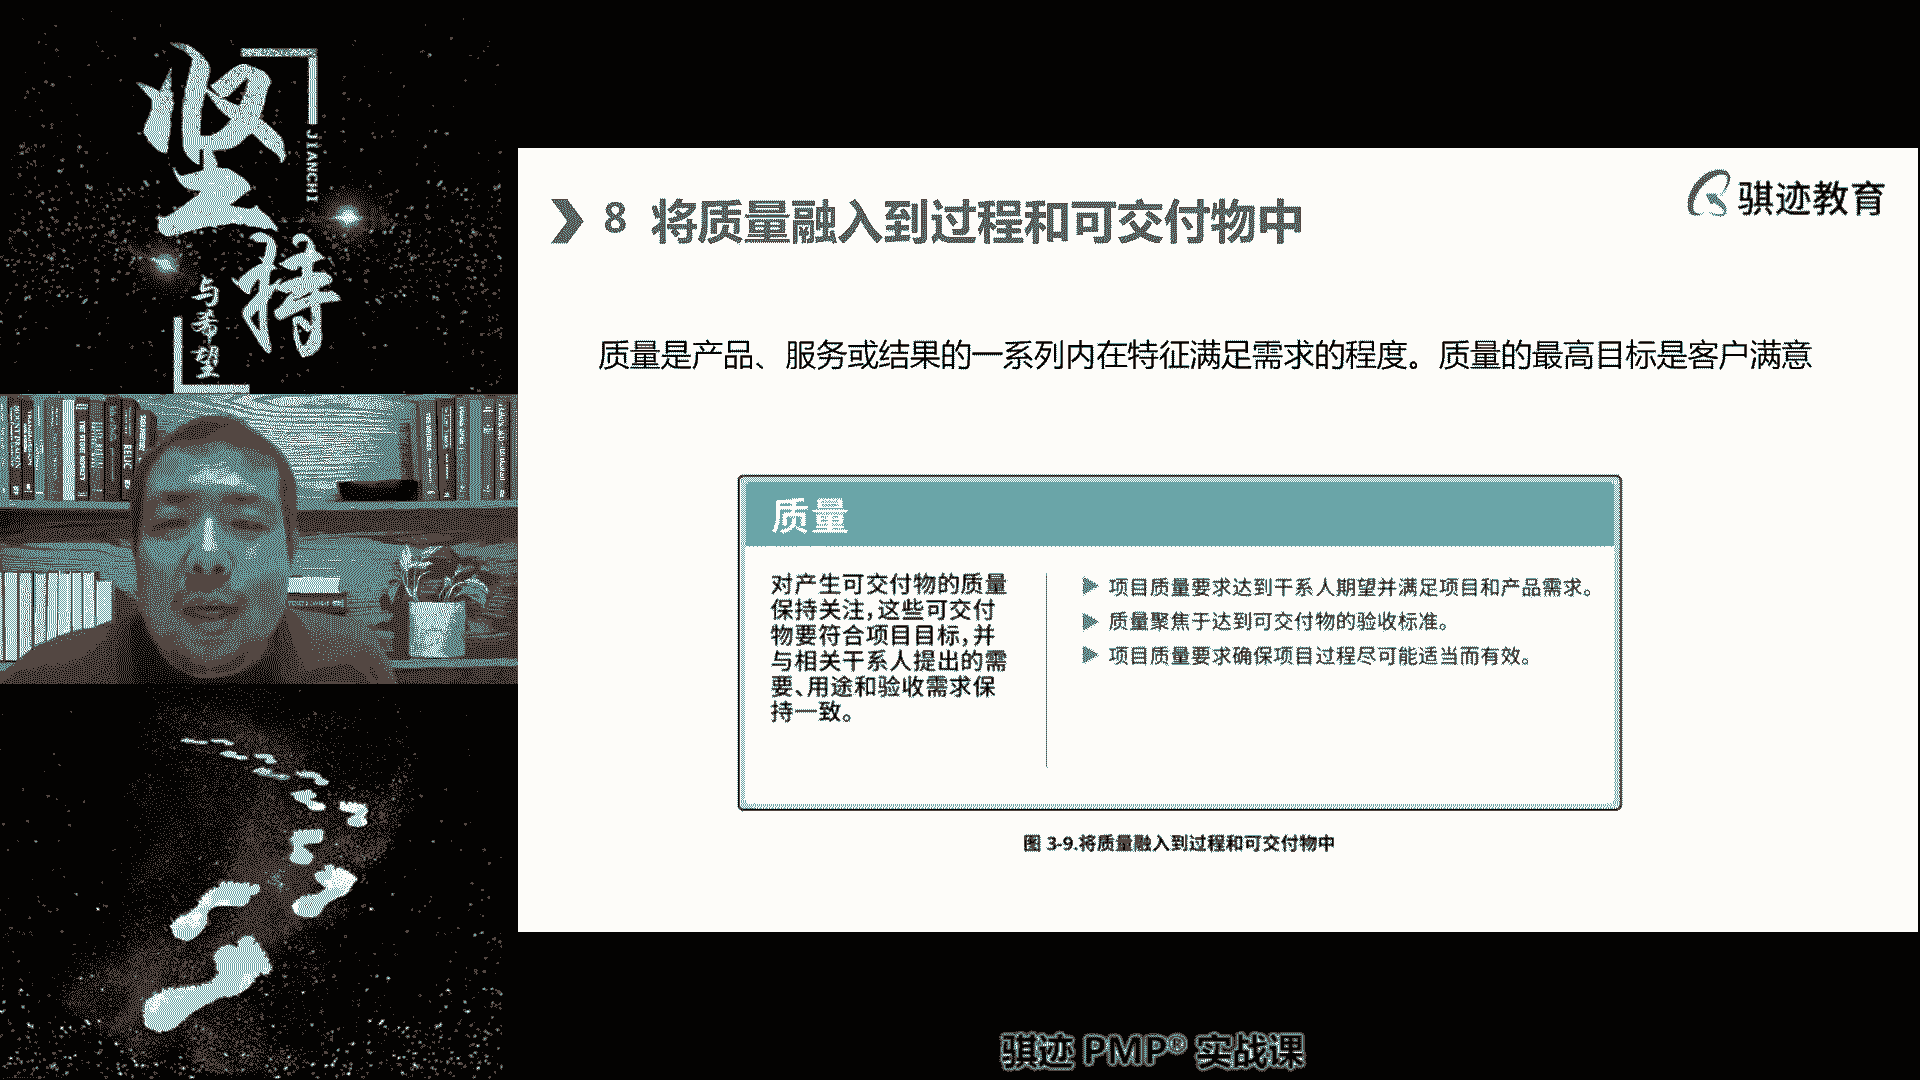 坚持
JIANCHI
与希望
骐迹教育
8 将质量融入到过程和可交付物中
质量是产品、服务或结果的一系列内在特征满足需求的程度。质量的最高目标是客户满意
质量
对产生可交付物的质量
保持关注,这些可交付
物要符合项目目标,并
与相关干系人提出的需
要、用途和验收需求保
持一致。
项目质量要求达到干系人期望并满足项目和产品需求。
质量聚焦于达到可交付物的验收标准。
项目质量要求确保项目过程尽可能适当而有效。
图 3-9.将质量融入到过程和可交付物中
骐迹 PMP® 实战课